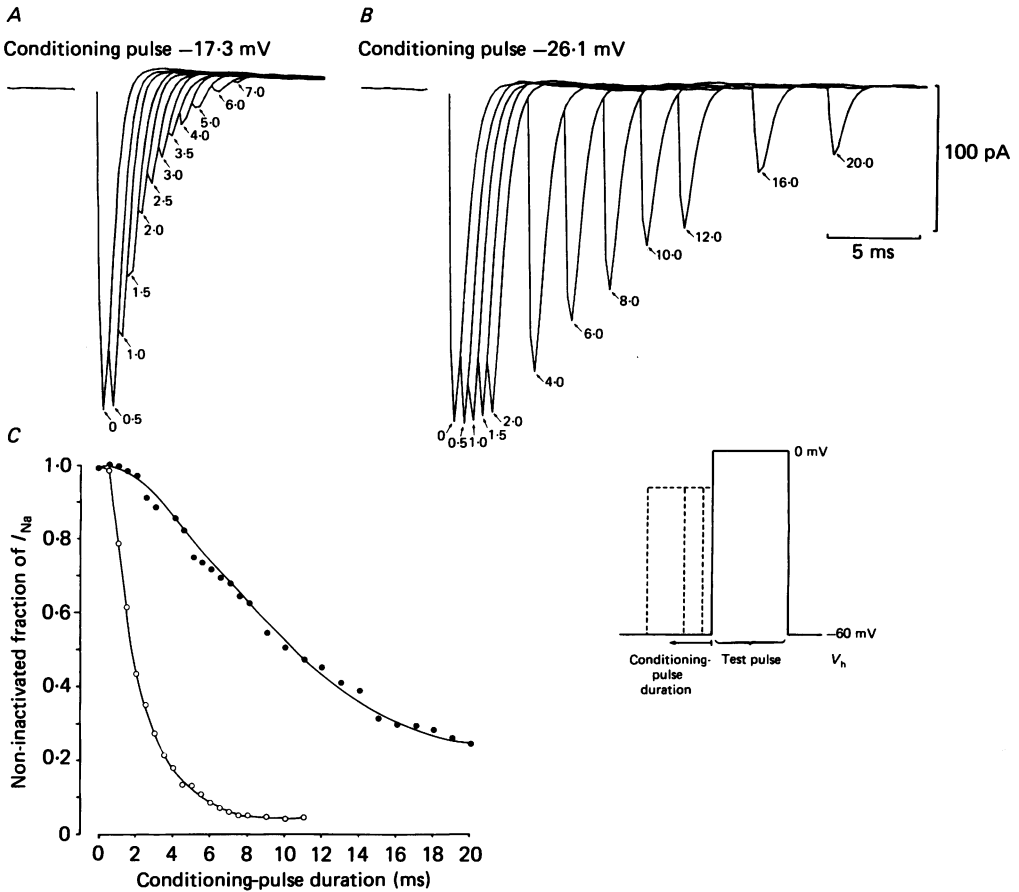 A
Conditioning pulse −17·3 mV
7·0
6·0
5·0
4·0
3·5
3·0
2·5
2·0
1·5
1·0
0·5
0
B
Conditioning pulse −26·1 mV
100 pA
5 ms
20·0
16·0
12·0
10·0
8·0
6·0
4·0
2·0
1·5
1·0
0·5
0
C
Non-inactivated fraction of I_Na
1·0
0·8
0·6
0·4
0·2
0
0 2 4 6 8 10 12 14 16 18 20
Conditioning-pulse duration (ms)
0 mV
−60 mV
V_h
Conditioning-
pulse
duration
Test pulse